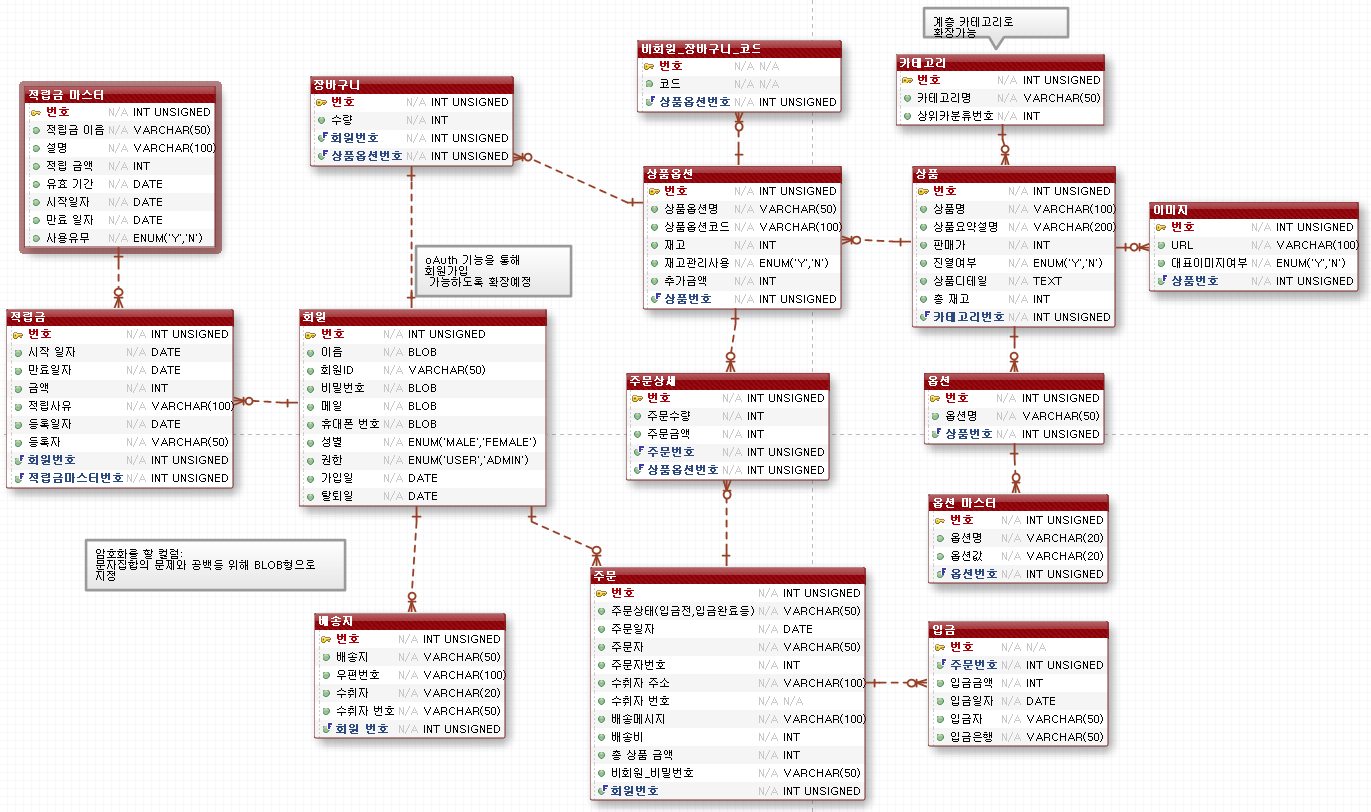 계층 카테고리로
확장가능
비회원_장바구니_코드
번호 N/A N/A
코드 N/A N/A
상품옵션번호 N/A INT UNSIGNED
카테고리
번호 N/A INT UNSIGNED
카테고리명 N/A VARCHAR(50)
상위카분류번호 N/A INT
장바구니
번호 N/A INT UNSIGNED
수량 N/A INT
회원번호 N/A INT UNSIGNED
상품옵션번호 N/A INT UNSIGNED
적립금 마스터
번호 N/A INT UNSIGNED
적립금 이름 N/A VARCHAR(50)
설명 N/A VARCHAR(100)
적립 금액 N/A INT
유효 기간 N/A DATE
시작일자 N/A DATE
만료 일자 N/A DATE
사용유무 N/A ENUM('Y','N')
상품옵션
번호 N/A INT UNSIGNED
상품옵션명 N/A VARCHAR(50)
상품옵션코드 N/A VARCHAR(100)
재고 N/A INT
재고관리사용 N/A ENUM('Y','N')
추가금액 N/A INT
상품번호 N/A INT UNSIGNED
상품
번호 N/A INT UNSIGNED
상품명 N/A VARCHAR(100)
상품요약설명 N/A VARCHAR(200)
판매가 N/A INT
진열여부 N/A ENUM('Y','N')
상품디테일 N/A TEXT
총 재고 N/A INT
카테고리번호 N/A INT UNSIGNED
이미지
번호 N/A INT UNSIGNED
URL N/A VARCHAR(100)
대표이미지여부 N/A ENUM('Y','N')
상품번호 N/A INT UNSIGNED
oAuth 기능을 통해
회원가입
가능하도록 확장예정
적립금
번호 N/A INT UNSIGNED
시작 일자 N/A DATE
만료일자 N/A DATE
금액 N/A INT
적립사유 N/A VARCHAR(100)
등록일자 N/A DATE
등록자 N/A VARCHAR(50)
회원번호 N/A INT UNSIGNED
적립금마스터번호 N/A INT UNSIGNED
회원
번호 N/A INT UNSIGNED
이름 N/A BLOB
회원ID N/A VARCHAR(50)
비밀번호 N/A BLOB
메일 N/A BLOB
휴대폰 번호 N/A BLOB
성별 N/A ENUM('MALE','FEMALE')
권한 N/A ENUM('USER','ADMIN')
가입일 N/A DATE
탈퇴일 N/A DATE
주문상세
번호 N/A INT UNSIGNED
주문수량 N/A INT
주문금액 N/A INT
주문번호 N/A INT UNSIGNED
상품옵션번호 N/A INT UNSIGNED
옵션
번호 N/A INT UNSIGNED
옵션명 N/A VARCHAR(50)
상품번호 N/A INT UNSIGNED
옵션 마스터
번호 N/A INT UNSIGNED
옵션명 N/A VARCHAR(20)
옵션값 N/A VARCHAR(20)
옵션번호 N/A INT UNSIGNED
암호화을 할 컬럼:
문자집합의 문제와 공백등 위해 BLOB형으로
지정
배송지
번호 N/A INT UNSIGNED
배송지 N/A VARCHAR(50)
우편번호 N/A VARCHAR(100)
수취자 N/A VARCHAR(20)
수취자 번호 N/A VARCHAR(50)
회원 번호 N/A INT UNSIGNED
주문
번호 N/A INT UNSIGNED
주문상태(입금전,입금완료등) N/A VARCHAR(50)
주문일자 N/A DATE
주문자 N/A VARCHAR(50)
주문자번호 N/A INT
수취자 주소 N/A VARCHAR(100)
수취자 번호 N/A N/A
배송메시지 N/A VARCHAR(100)
배송비 N/A INT
총 상품 금액 N/A INT
비회원_비밀번호 N/A VARCHAR(50)
회원번호 N/A INT UNSIGNED
입금
번호 N/A N/A
주문번호 N/A INT UNSIGNED
입금금액 N/A INT
입금일자 N/A DATE
입금자 N/A VARCHAR(50)
입금은행 N/A VARCHAR(50)